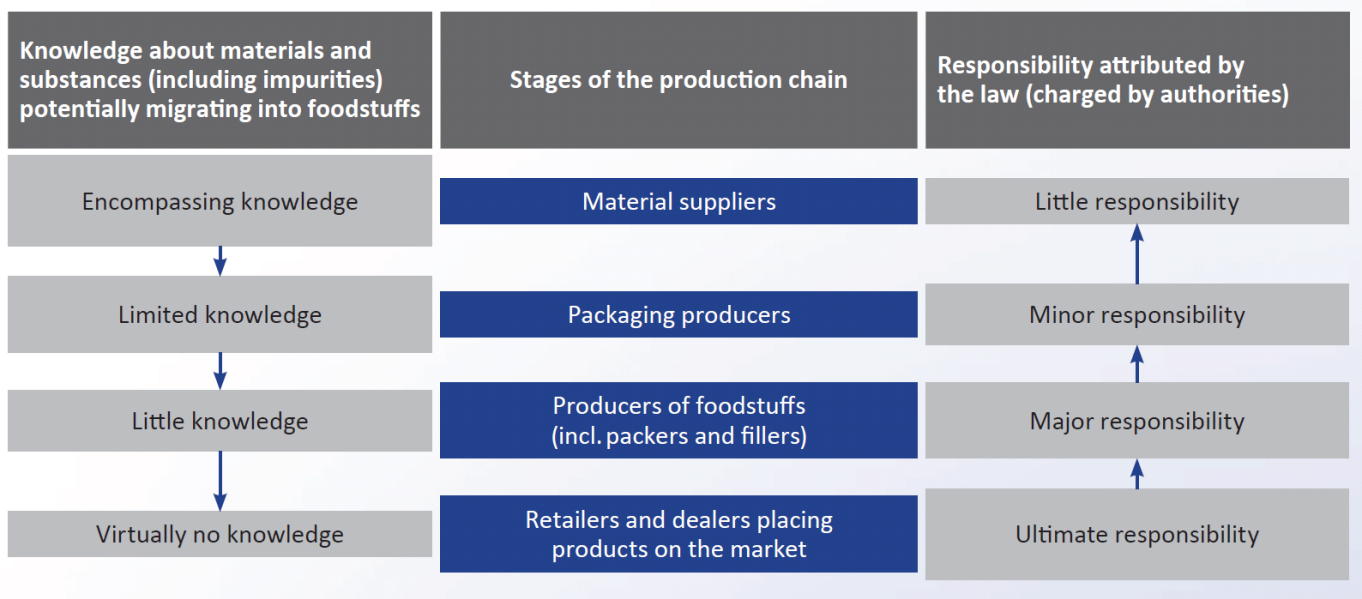 Knowledge about materials and
substances (including impurities)
potentially migrating into foodstuffs
Stages of the production chain
Responsibility attributed by
the law (charged by authorities)
Encompassing knowledge
Material suppliers
Little responsibility
Limited knowledge
Packaging producers
Minor responsibility
Little knowledge
Producers of foodstuffs
(incl. packers and fillers)
Major responsibility
Virtually no knowledge
Retailers and dealers placing
products on the market
Ultimate responsibility